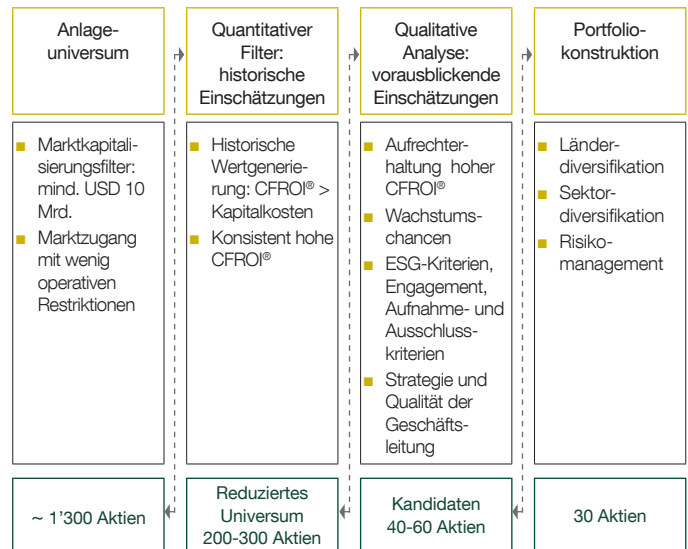 Anlage-
universum
Marktkapitali-
sierungsfilter:
mind. USD 10
Mrd.
Marktzugang
mit wenig
operativen
Restriktionen
~ 1'300 Aktien
Quantitativer
Filter:
historische
Einschätzungen
Historische
Wertgenerie-
rung: CFROI® >
Kapitalkosten
Konsistent hohe
CFROI®
Reduziertes
Universum
200-300 Aktien
Qualitative
Analyse:
vorausblickende
Einschätzungen
Aufrechter-
haltung hoher
CFROI®
Wachstums-
chancen
ESG-Kriterien,
Engagement,
Aufnahme- und
Ausschluss-
kriterien
Strategie und
Qualität der
Geschäfts-
leitung
Kandidaten
40-60 Aktien
Portfolio-
konstruktion
Länder-
diversifikation
Sektor-
diversifikation
Risiko-
management
30 Aktien